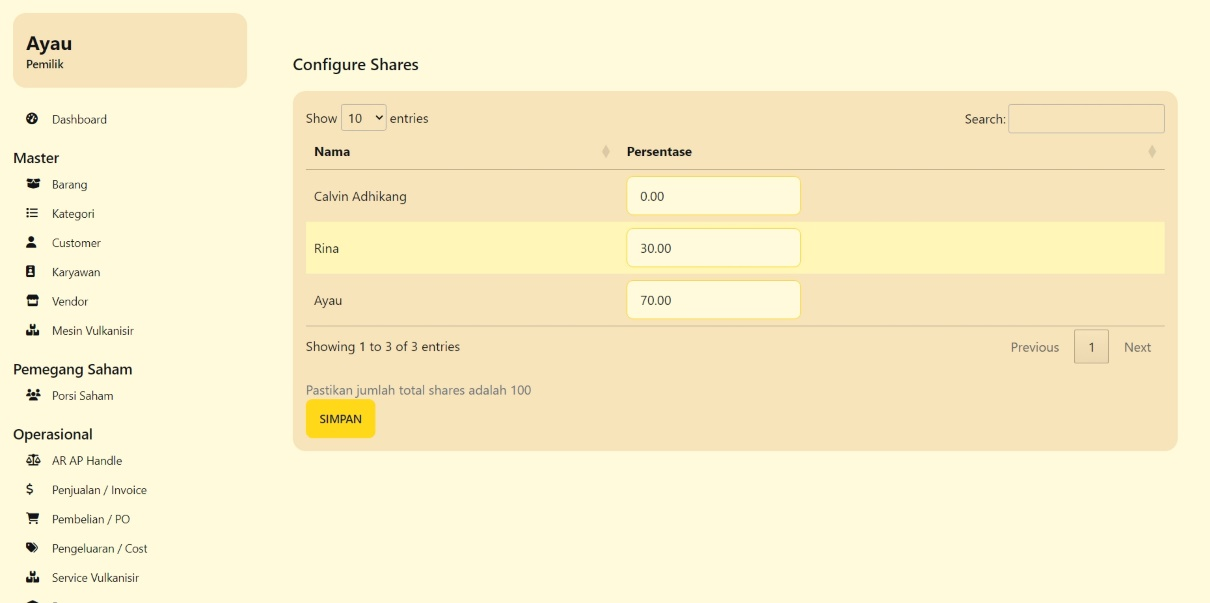 Ayau
Pemilik
Dashboard
Master
Barang
Kategori
Customer
Karyawan
Vendor
Mesin Vulkanisir
Pemegang Saham
Porsi Saham
Operasional
AR AP Handle
Penjualan / Invoice
Pembelian / PO
Pengeluaran / Cost
Service Vulkanisir
Configure Shares
Show 10 entries Search:
Nama Persentase
Calvin Adhikang 0.00
Rina 30.00
Ayau 70.00
Showing 1 to 3 of 3 entries Previous 1 Next
Pastikan jumlah total shares adalah 100
SIMPAN